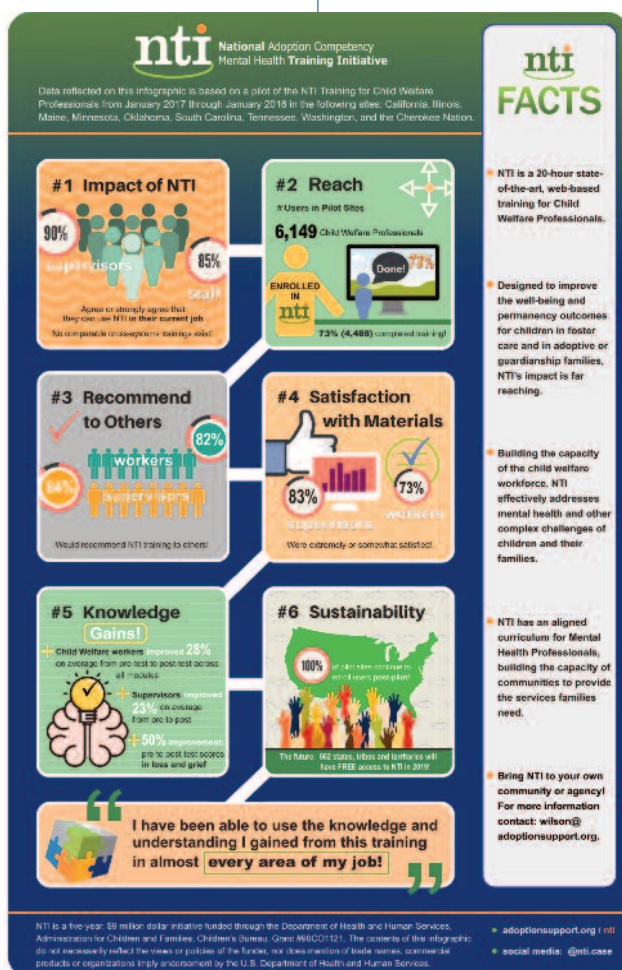 nti National Adoption Competency
Mental Health Training Initiative
Data reflected on this infographic is based on a pilot of the NTI Training for Child Welfare
Professionals from January 2017 through January 2018 in the following sites: California, Illinois,
Maine, Minnesota, Oklahoma, South Carolina, Tennessee, Washington, and the Cherokee Nation.
#1 Impact of NTI
90%
supervisors
85%
staff
Agree or strongly agree that
they can use NTI in their current job
No comparable cross-system trainings exist!
#2 Reach
# Users in Pilot Sites
6,149 Child Welfare Professionals
Done!
73%
ENROLLED
IN
nti
73% (4,488) completed training!
#3 Recommend
to Others
82%
workers
84%
supervisors
Would recommend NTI training to others!
#4 Satisfaction
with Materials
83%
supervisors
73%
workers
Were extremely or somewhat satisfied!
#5 Knowledge
Gains!
Child Welfare workers improved 28%
on average from pre-test to post test across
all modules
Supervisors improved
23% on average
from pre to post
50% improvement:
pre to post test scores
in loss and grief
#6 Sustainability
100%
of pilot sites continue to
enroll users post-pilot!
The future: 662 states, tribes and territories will
have FREE access to NTI in 2019!
“ I have been able to use the knowledge and
understanding I gained from this training
in almost every area of my job! ”
nti
FACTS
NTI is a 20-hour state-
of-the-art, web-based
training for Child
Welfare Professionals.
Designed to improve
the well-being and
permanency outcomes
for children in foster
care and in adoptive or
guardianship families,
NTI's impact is far
reaching.
Building the capacity
of the child welfare
workforce, NTI
effectively addresses
mental health and other
complex challenges of
children and their
families.
NTI has an aligned
curriculum for Mental
Health Professionals,
building the capacity of
communities to provide
the services families
need.
Bring NTI to your own
community or agency!
For more information
contact: wilson@
adoptionsupport.org.
NTI is a five-year, $9 million dollar initiative funded through the Department of Health and Human Services,
Administration for Children and Families, Children's Bureau, Grant #90CO1121. The contents of this infographic
do not necessarily reflect the views or policies of the funder, nor does mention of trade names, commercial
products or organizations imply endorsement by the U.S. Department of Health and Human Services.
adoptionsupport.org / nti
social media: @nti.case